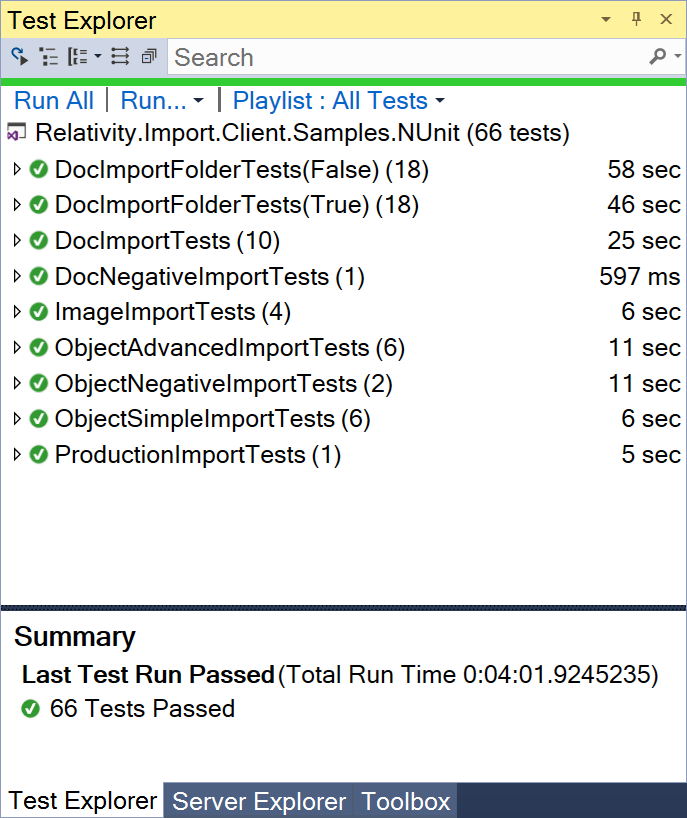 Test Explorer
Search
Run All | Run... | Playlist : All Tests
Relativity.Import.Client.Samples.NUnit (66 tests)
DocImportFolderTests(False) (18) 58 sec
DocImportFolderTests(True) (18) 46 sec
DocImportTests (10) 25 sec
DocNegativeImportTests (1) 597 ms
ImageImportTests (4) 6 sec
ObjectAdvancedImportTests (6) 11 sec
ObjectNegativeImportTests (2) 11 sec
ObjectSimpleImportTests (6) 6 sec
ProductionImportTests (1) 5 sec
Summary
Last Test Run Passed (Total Run Time 0:04:01.9245235)
66 Tests Passed
Test Explorer Server Explorer Toolbox